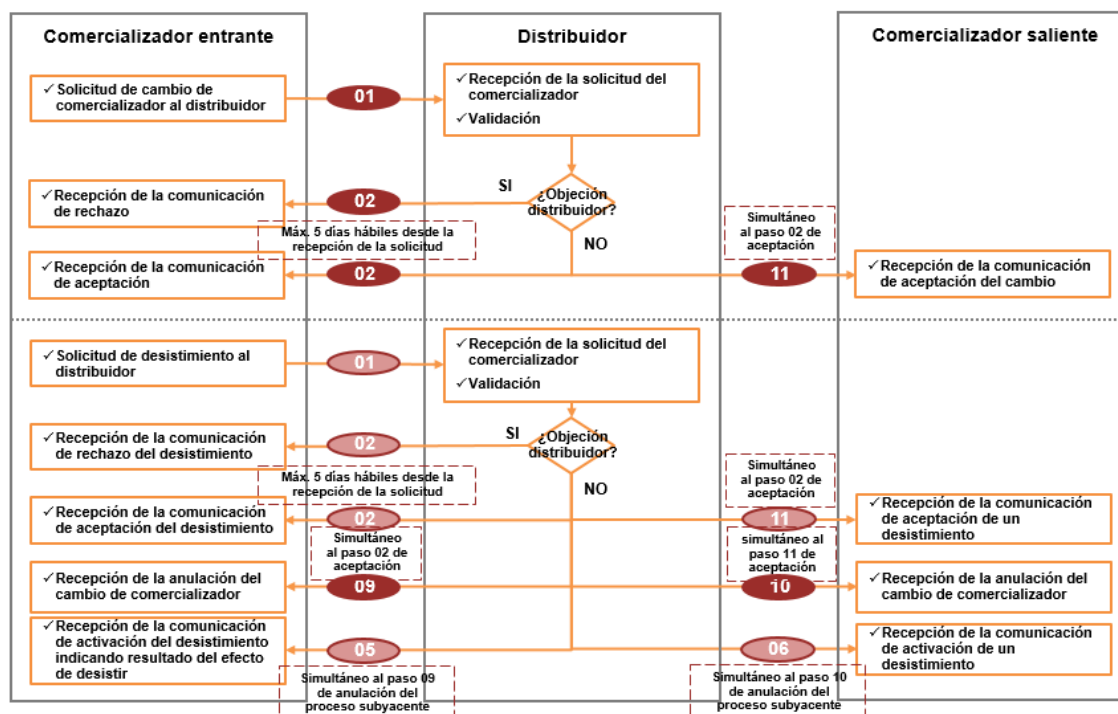 Comercializador entrante
Distribuidor
Comercializador saliente
✓Solicitud de cambio de
comercializador al distribuidor
01
✓Recepción de la solicitud del
comercializador
✓Validación
✓Recepción de la comunicación
de rechazo
02
SI
¿Objeción
distribuidor?
Máx. 5 días hábiles desde la
recepción de la solicitud
NO
Simultáneo
al paso 02 de
aceptación
✓Recepción de la comunicación
de aceptación
02
11
✓Recepción de la comunicación
de aceptación del cambio
✓Solicitud de desistimiento al
distribuidor
01
✓Recepción de la solicitud del
comercializador
✓Validación
✓Recepción de la comunicación
de rechazo del desistimiento
02
SI
¿Objeción
distribuidor?
Máx. 5 días hábiles desde la
recepción de la solicitud
NO
Simultáneo
al paso 02 de
aceptación
✓Recepción de la comunicación
de aceptación del desistimiento
02
11
✓Recepción de la comunicación
de aceptación de un
desistimiento
Simultáneo
al paso 02 de
aceptación
simultáneo al
paso 11 de
aceptación
✓Recepción de la anulación del
cambio de comercializador
09
10
✓Recepción de la anulación del
cambio de comercializador
✓Recepción de la comunicación
de activación del desistimiento
indicando resultado del efecto
de desistir
05
06
✓Recepción de la comunicación
de activación de un
desistimiento
Simultáneo al paso 09
de anulación del
proceso subyacente
Simultáneo al paso 10
de anulación del
proceso subyacente